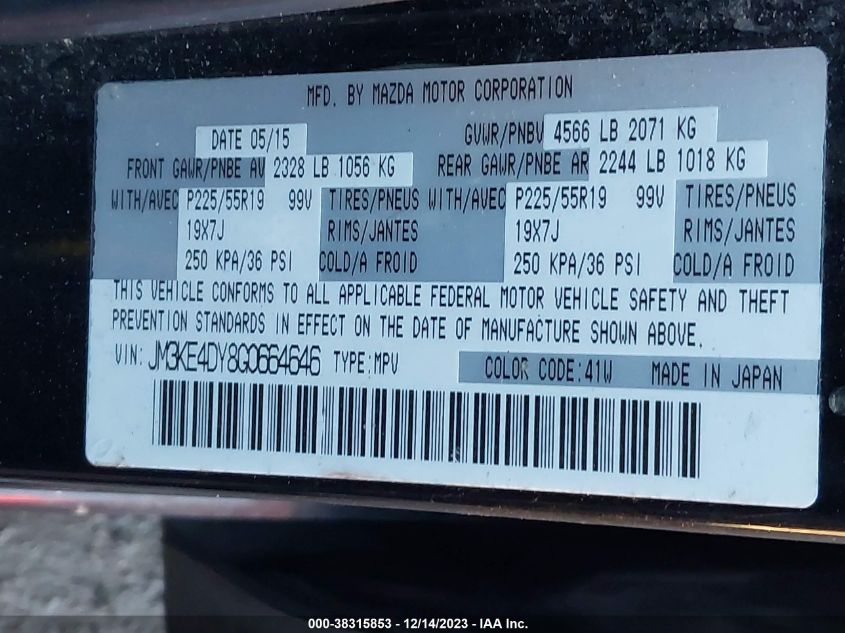 MFD. BY MAZDA MOTOR CORPORATION
DATE 05/15 GVWR/PNBV 4566 LB 2071 KG
FRONT GAWR/PNBE AV 2328 LB 1056 KG REAR GAWR/PNBE AR 2244 LB 1018 KG
WITH/AVEC P225/55R19 99V TIRES/PNEUS WITH/AVEC P225/55R19 99V TIRES/PNEUS
19X7J RIMS/JANTES 19X7J RIMS/JANTES
250 KPA/36 PSI COLD/A FROID 250 KPA/36 PSI COLD/A FROID
THIS VEHICLE CONFORMS TO ALL APPLICABLE FEDERAL MOTOR VEHICLE SAFETY AND THEFT
PREVENTION STANDARDS IN EFFECT ON THE DATE OF MANUFACTURE SHOWN ABOVE.
VIN: JM3KE4DY8G0664646 TYPE:MPV COLOR CODE:41W MADE IN JAPAN
000-38315853 - 12/14/2023 - IAA Inc.